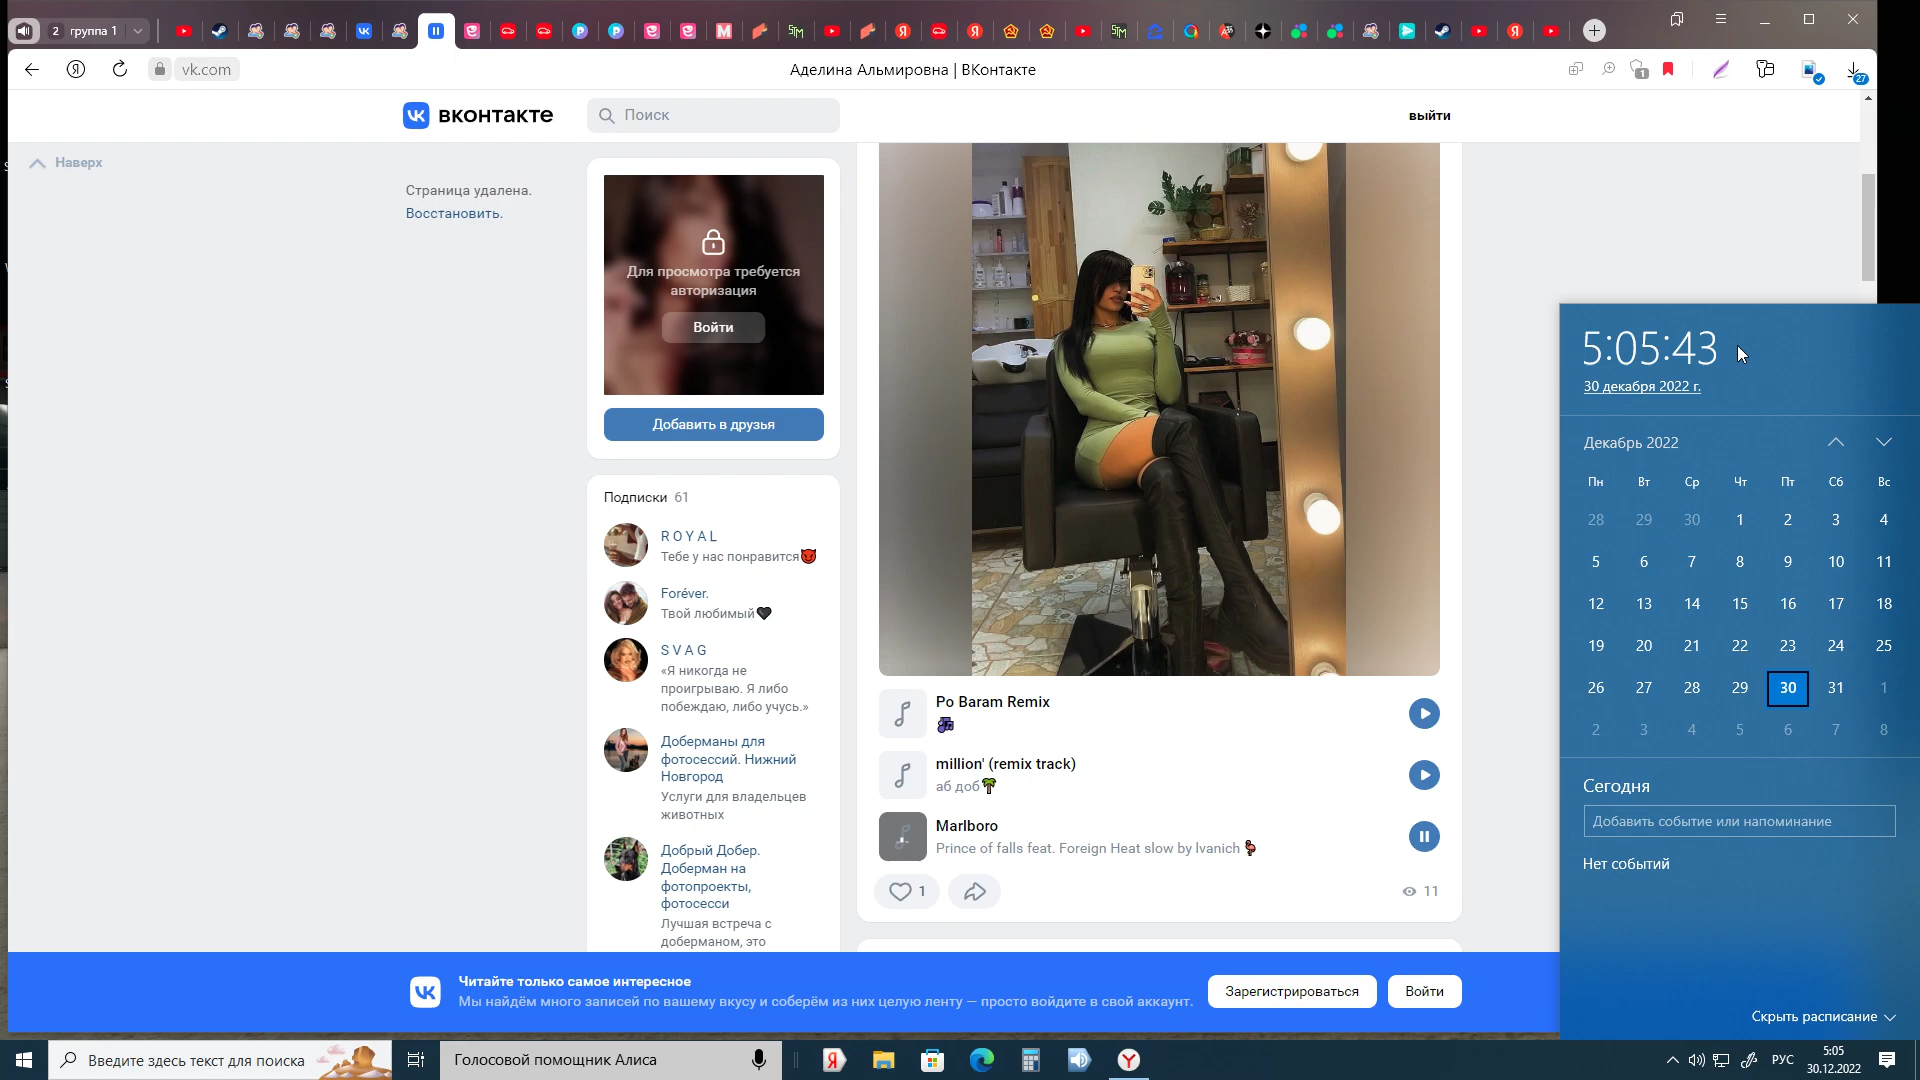 2 группа 1
vk.com
Аделина Альмировна | ВКонтакте
1
27
вконтакте
Поиск
выйти
Наверх
Страница удалена.
Восстановить.
Для просмотра требуется
авторизация
Войти
Добавить в друзья
Подписки 61
R O Y A L
Тебе у нас понравится😈
Forévеr.
Твой любимый🖤
S V A G
«Я никогда не
проигрываю. Я либо
побеждаю, либо учусь.»
Доберманы для
фотосессий. Нижний
Новгород
Услуги для владельцев
животных
Добрый Добер.
Доберман на
фотопроекты,
фотосесси
Лучшая встреча с
доберманом, это
Po Baram Remix
million' (remix track)
аб доб🌴
Marlboro
Prince of falls feat. Foreign Heat slow by Ivanich 🦩
1
11
Читайте только самое интересное
Мы найдём много записей по вашему вкусу и соберём из них целую ленту — просто войдите в свой аккаунт.
Зарегистрироваться
Войти
5:05:43
30 декабря 2022 г.
Декабрь 2022
Пн Вт Ср Чт Пт Сб Вс
28 29 30 1 2 3 4
5 6 7 8 9 10 11
12 13 14 15 16 17 18
19 20 21 22 23 24 25
26 27 28 29 30 31 1
2 3 4 5 6 7 8
Сегодня
Добавить событие или напоминание
Нет событий
Скрыть расписание
Введите здесь текст для поиска
Голосовой помощник Алиса
РУС
5:05
30.12.2022